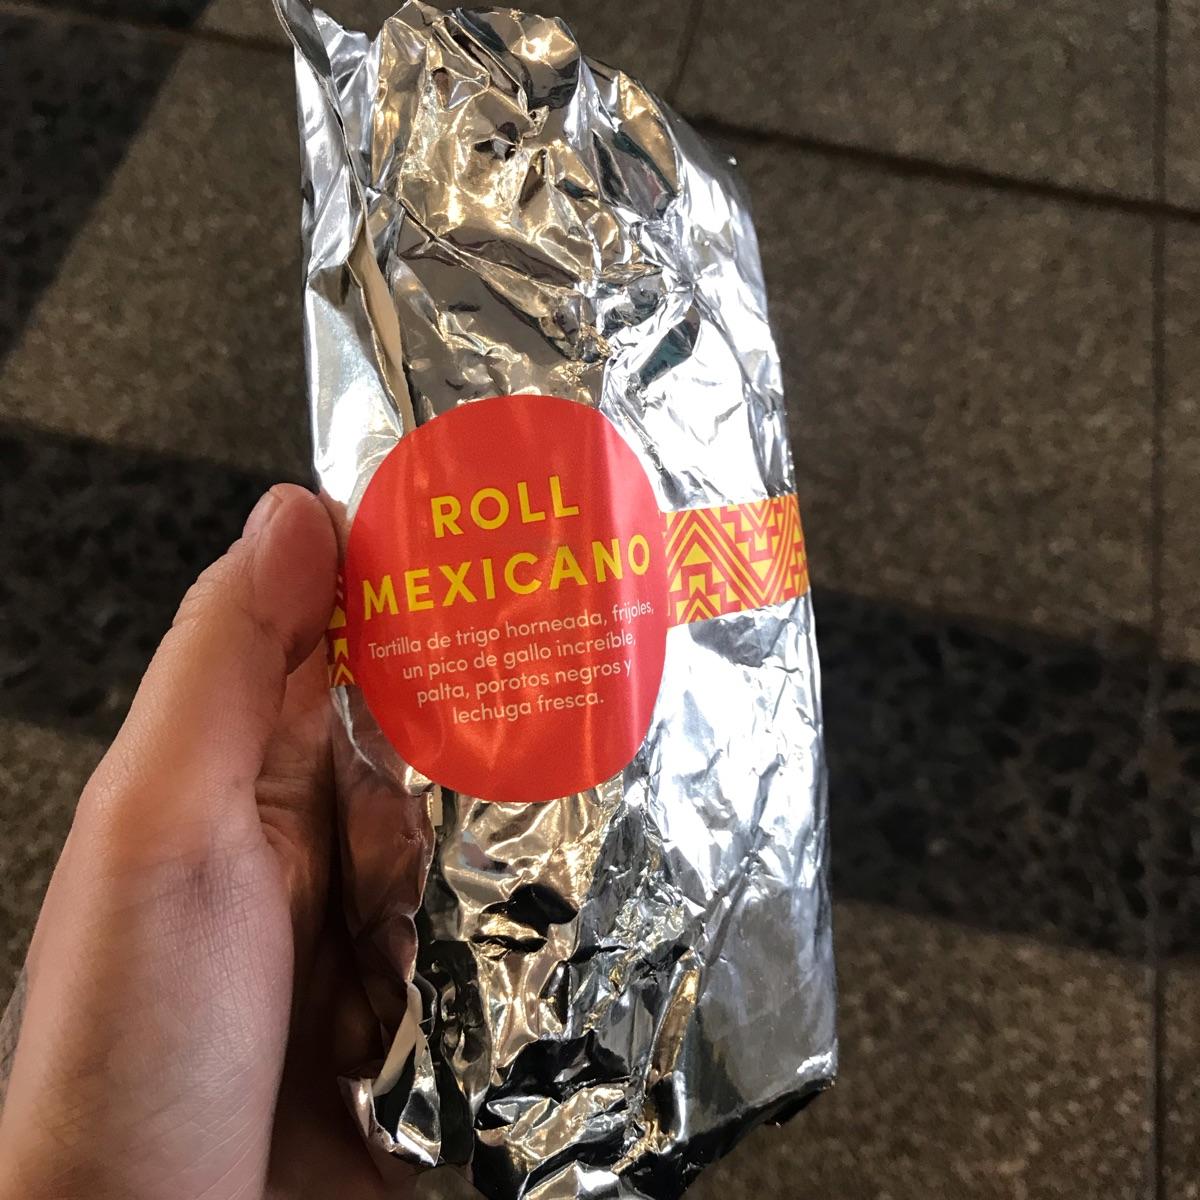 ROLL
MEXICANO
Tortilla de trigo horneada, frijoles,
un pico de gallo increíble,
palta, porotos negros y
lechuga fresca.